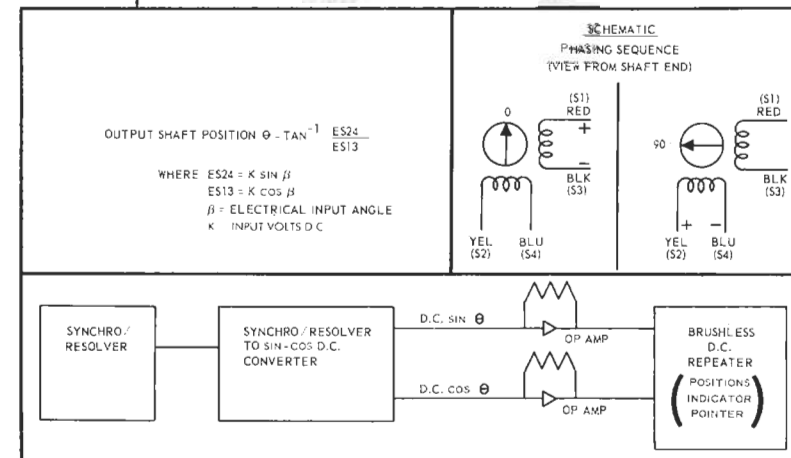 OUTPUT SHAFT POSITION θ - TAN⁻¹ ES24
ES13
WHERE ES24 = K SIN β
ES13 = K COS β
β = ELECTRICAL INPUT ANGLE
K INPUT VOLTS D C
SCHEMATIC
PHASING SEQUENCE
(VIEW FROM SHAFT END)
0
(S1)
RED
+
−
BLK
(S3)
YEL
(S2)
BLU
(S4)
90
(S1)
RED
BLK
(S3)
+ −
YEL
(S2)
BLU
(S4)
SYNCHRO/
RESOLVER
SYNCHRO/RESOLVER
TO SIN-COS D.C.
CONVERTER
D.C. SIN θ
OP AMP
D.C. COS θ
OP AMP
BRUSHLESS
D.C.
REPEATER
(POSITIONS
INDICATOR
POINTER)